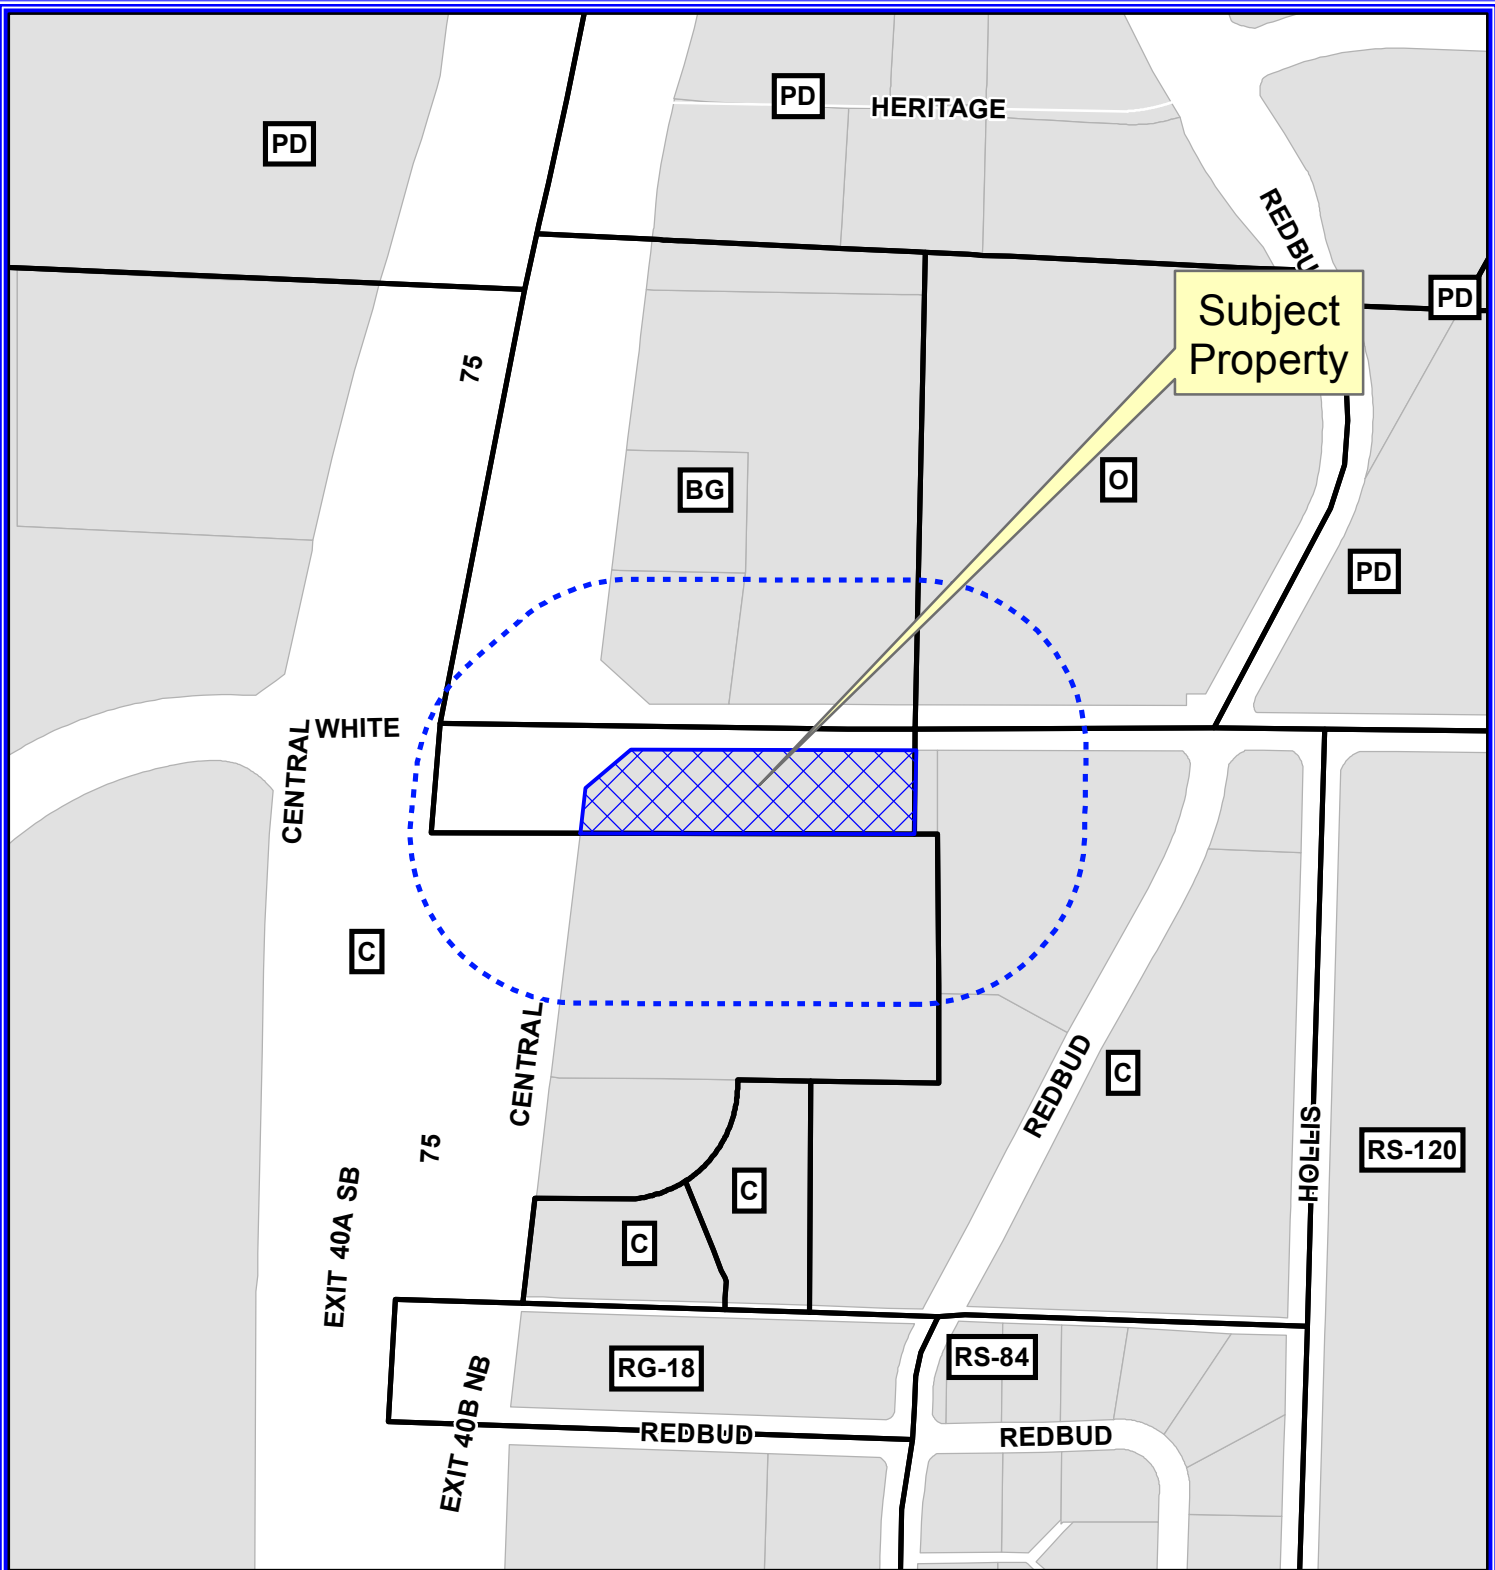 PD
HERITAGE
PD
REDBU
PD
Subject
Property
75
BG
O
PD
WHITE
CENTRAL
C
CENTRAL
REDBUD
C
75
HOLLIS
RS-120
EXIT 40A SB
C
C
RS-84
RG-18
EXIT 40B NB
REDBUD
REDBUD